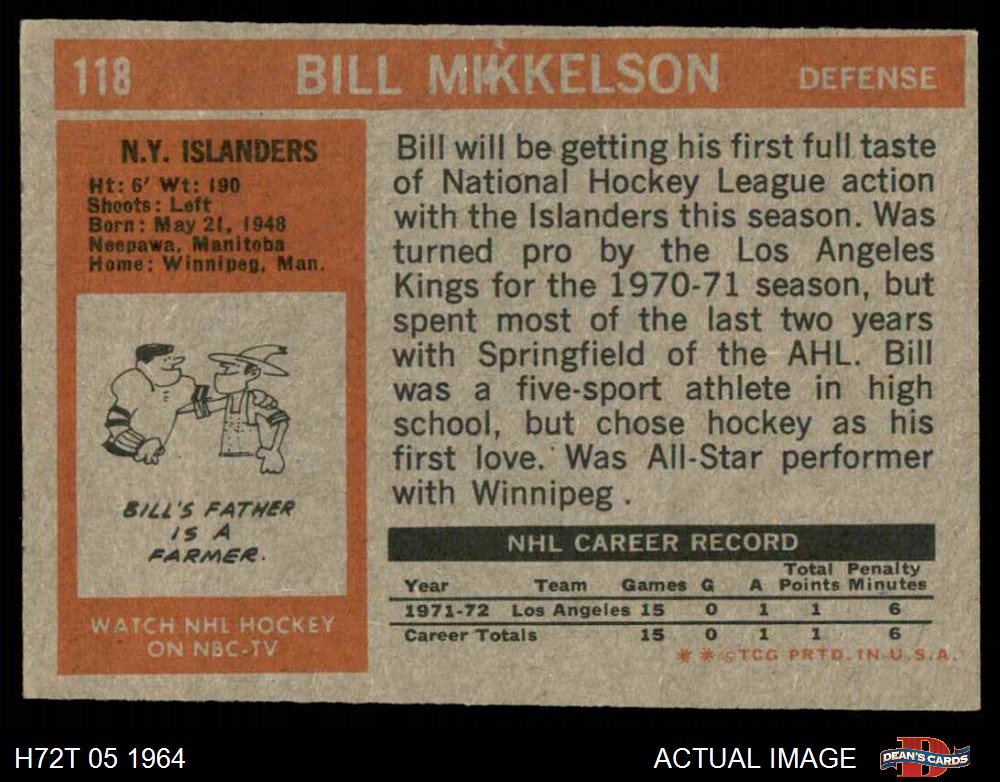 118 BILL MIKKELSON DEFENSE
N.Y. ISLANDERS
Ht: 6' Wt: 190
Shoots: Left
Born: May 21, 1948
Neepawa, Manitoba
Home: Winnipeg, Man.
BILL'S FATHER
IS A
FARMER.
WATCH NHL HOCKEY
ON NBC-TV
Bill will be getting his first full taste
of National Hockey League action
with the Islanders this season. Was
turned pro by the Los Angeles
Kings for the 1970-71 season, but
spent most of the last two years
with Springfield of the AHL. Bill
was a five-sport athlete in high
school, but chose hockey as his
first love. Was All-Star performer
with Winnipeg .
NHL CAREER RECORD
Year Team Games G A Total Points Penalty Minutes
1971-72 Los Angeles 15 0 1 1 6
Career Totals 15 0 1 1 6
* * ©TCG PRTD. IN U.S.A.
H72T 05 1964
ACTUAL IMAGE
D
DEAN'S CARDS